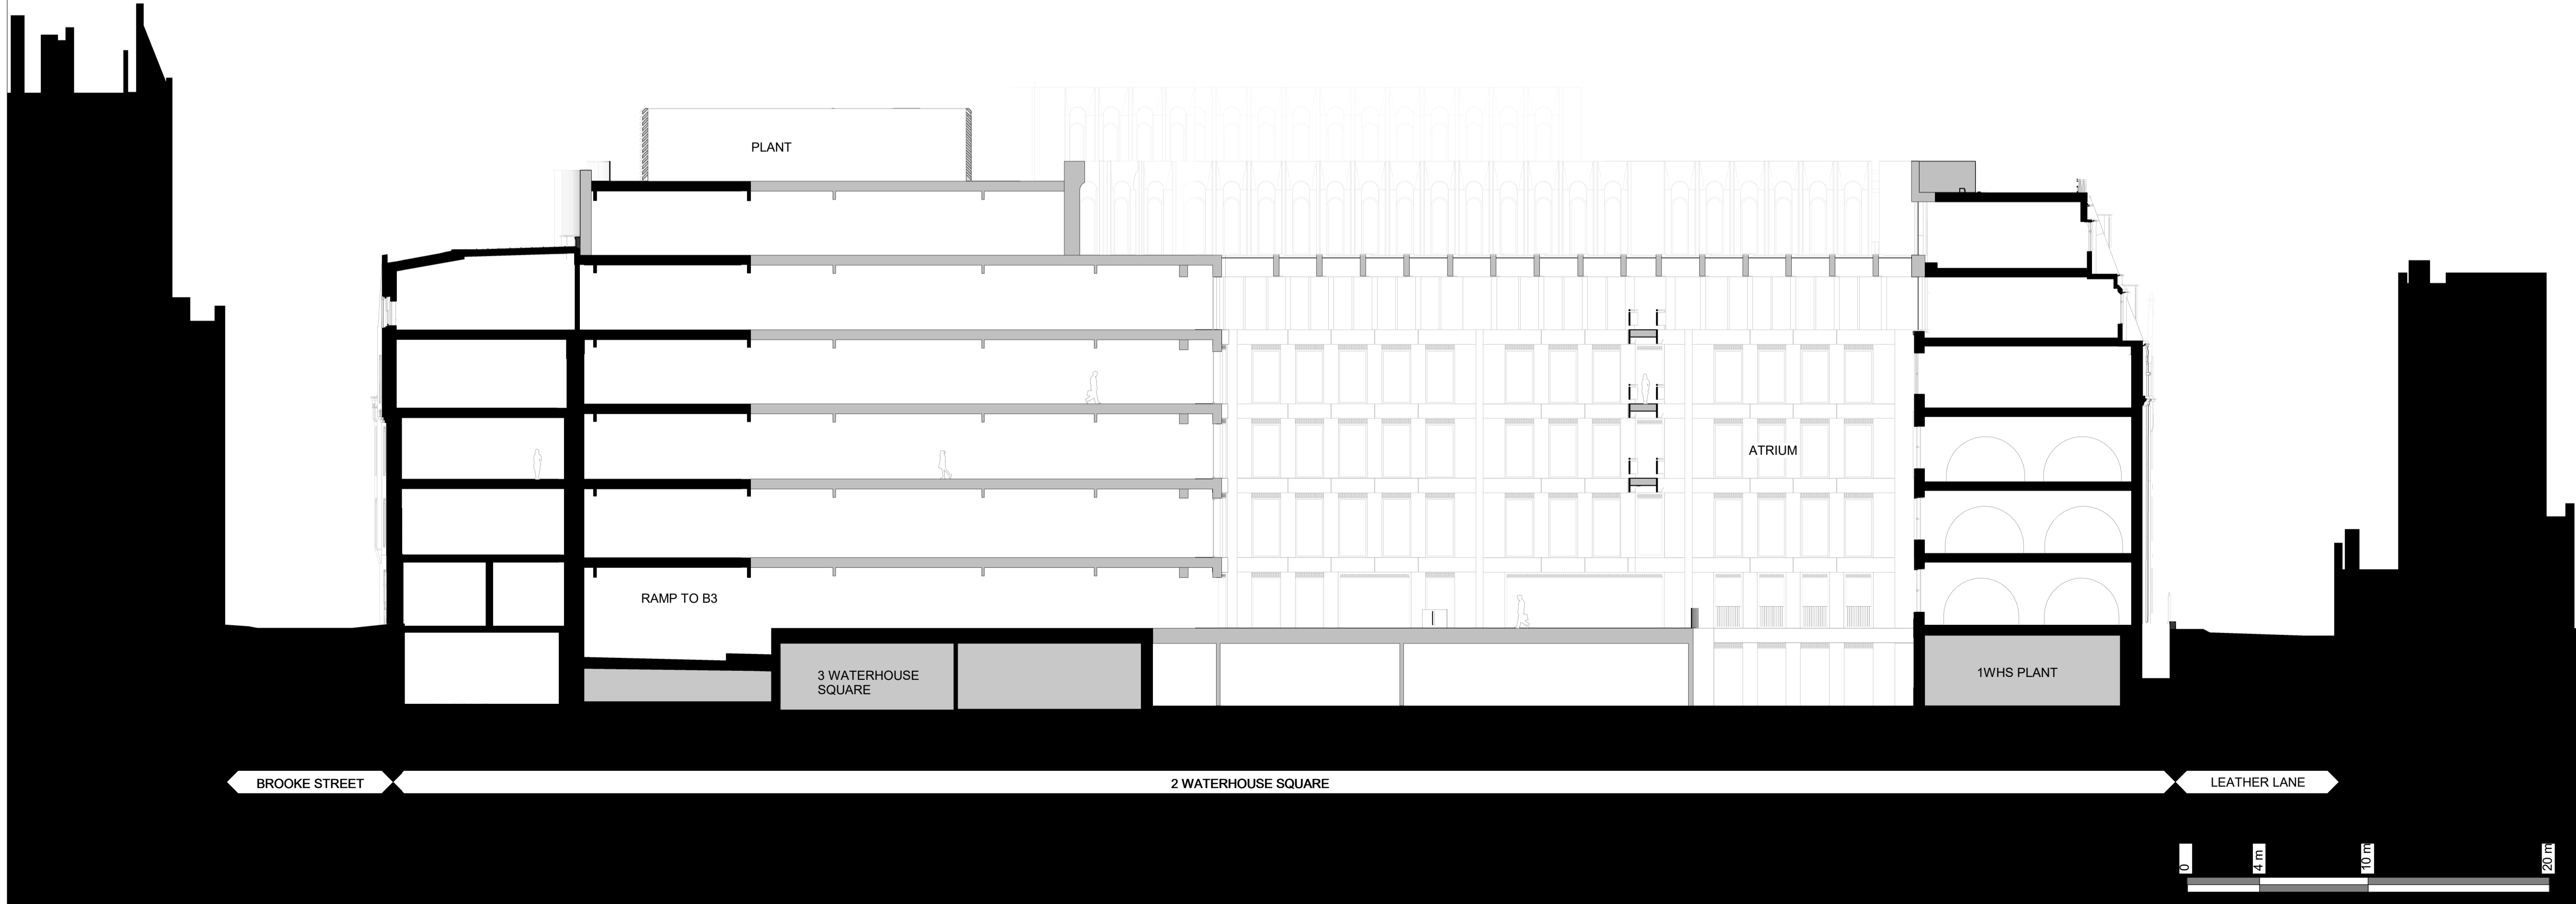 PLANT
ATRIUM
RAMP TO B3
3 WATERHOUSE
SQUARE
1WHS PLANT
BROOKE STREET
2 WATERHOUSE SQUARE
LEATHER LANE
0
4 m
10 m
20 m